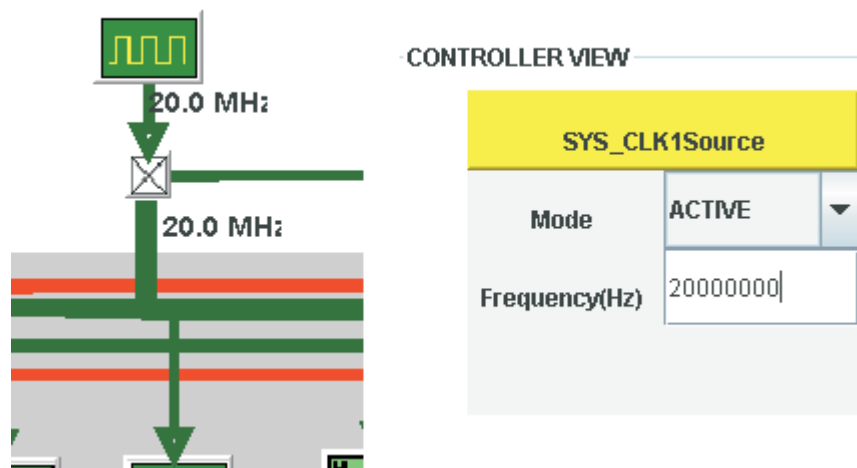 20.0 MHz
20.0 MHz
CONTROLLER VIEW
SYS_CLK1Source
Mode
ACTIVE
Frequency(Hz)
20000000